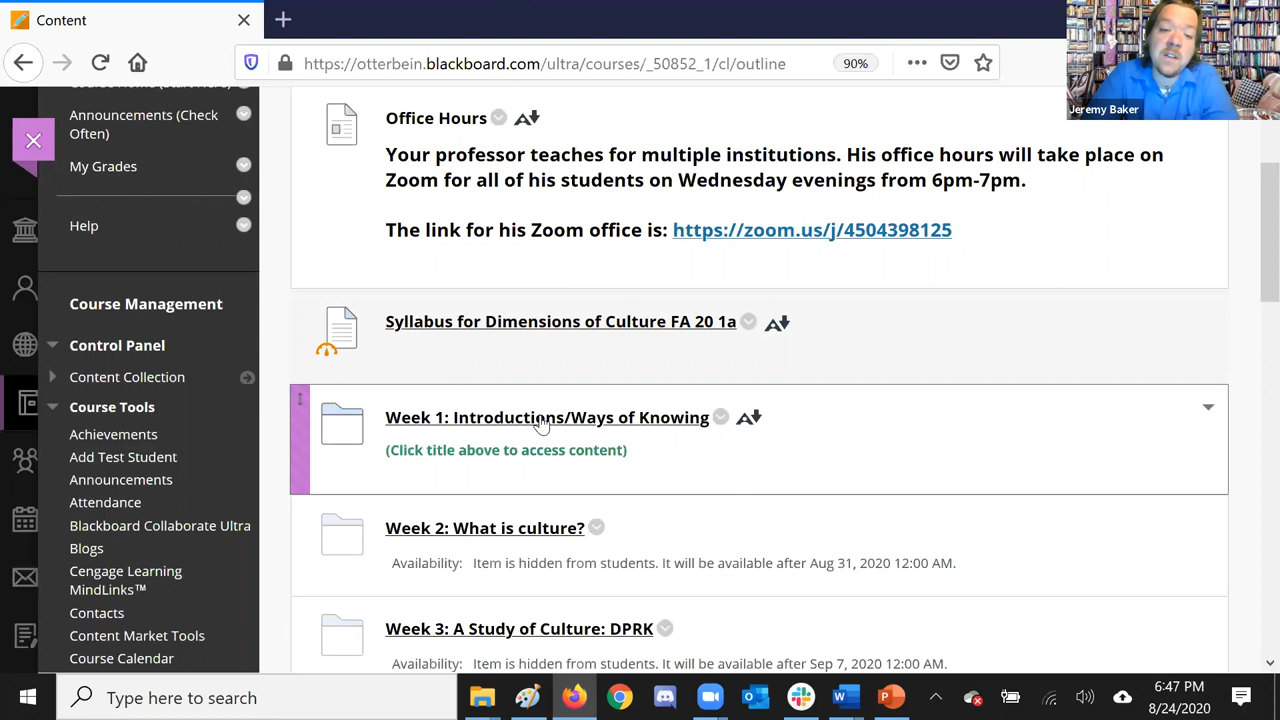 Content
https://otterbein.blackboard.com/ultra/courses/_50852_1/cl/outline
90%
Jeremy Baker
Announcements (Check
Often)
My Grades
Help
Course Management
Control Panel
Content Collection
Course Tools
Achievements
Add Test Student
Announcements
Attendance
Blackboard Collaborate Ultra
Blogs
Cengage Learning
MindLinks™
Contacts
Content Market Tools
Course Calendar
Office Hours
Your professor teaches for multiple institutions. His office hours will take place on
Zoom for all of his students on Wednesday evenings from 6pm-7pm.
The link for his Zoom office is: https://zoom.us/j/4504398125
Syllabus for Dimensions of Culture FA 20 1a
Week 1: Introductions/Ways of Knowing
(Click title above to access content)
Week 2: What is culture?
Availability: Item is hidden from students. It will be available after Aug 31, 2020 12:00 AM.
Week 3: A Study of Culture: DPRK
Availability: Item is hidden from students. It will be available after Sep 7, 2020 12:00 AM.
Type here to search
6:47 PM
8/24/2020